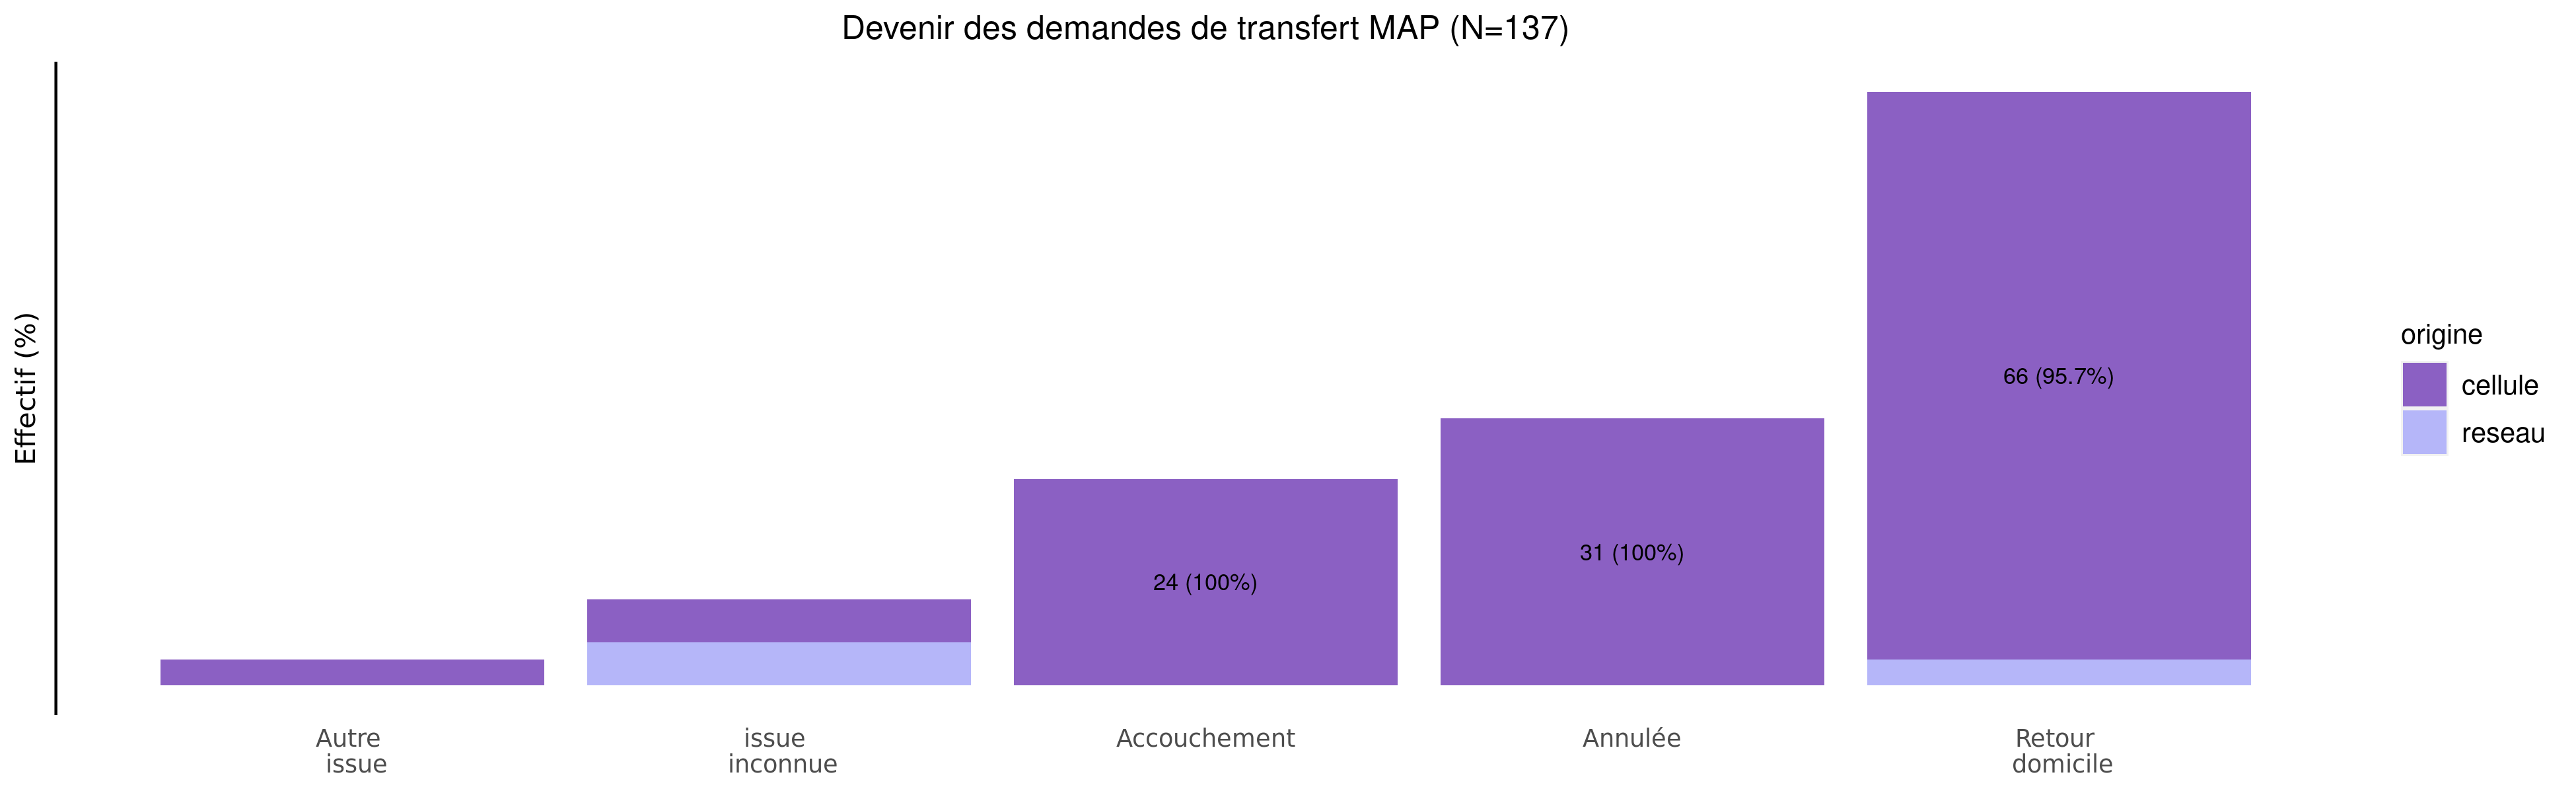 Devenir des demandes de transfert MAP (N=137)
Effectif (%)
66 (95.7%)
31 (100%)
24 (100%)
origine
cellule
reseau
Autre
issue
issue
inconnue
Accouchement
Annulée
Retour
domicile